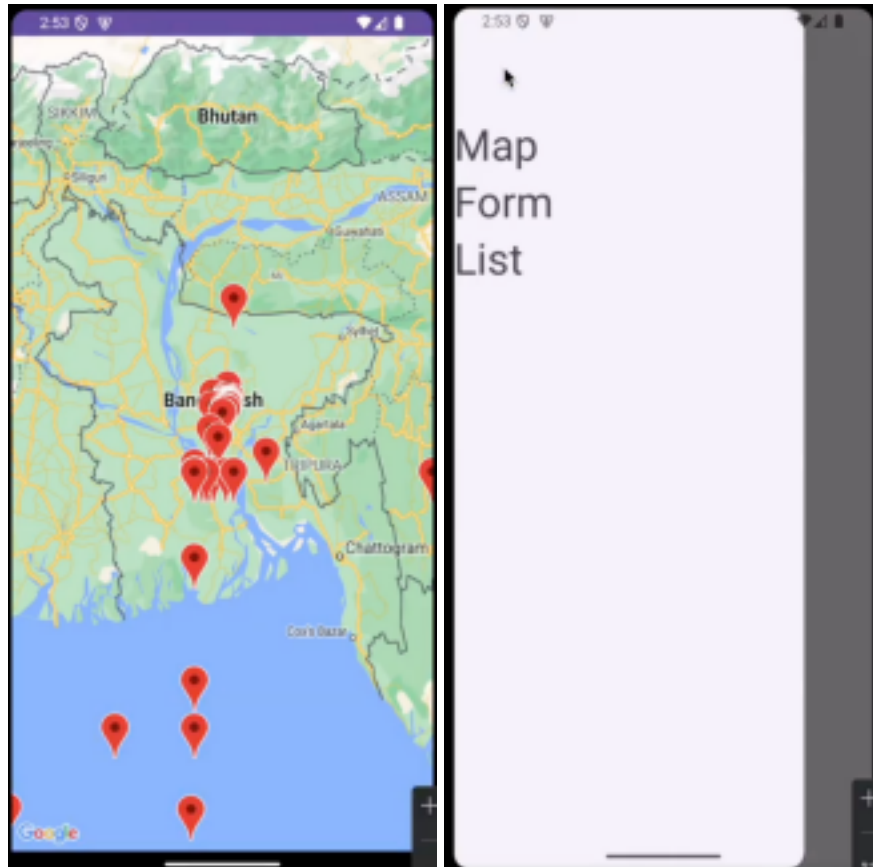 2:53
SIKKIM
Bhutan
Siliguri
ASSAM
Guwahati
Sylhet
Ban sh
Agartala
TRIPURA
Chattogram
Cox's Bazar
Google
2:53
Map
Form
List